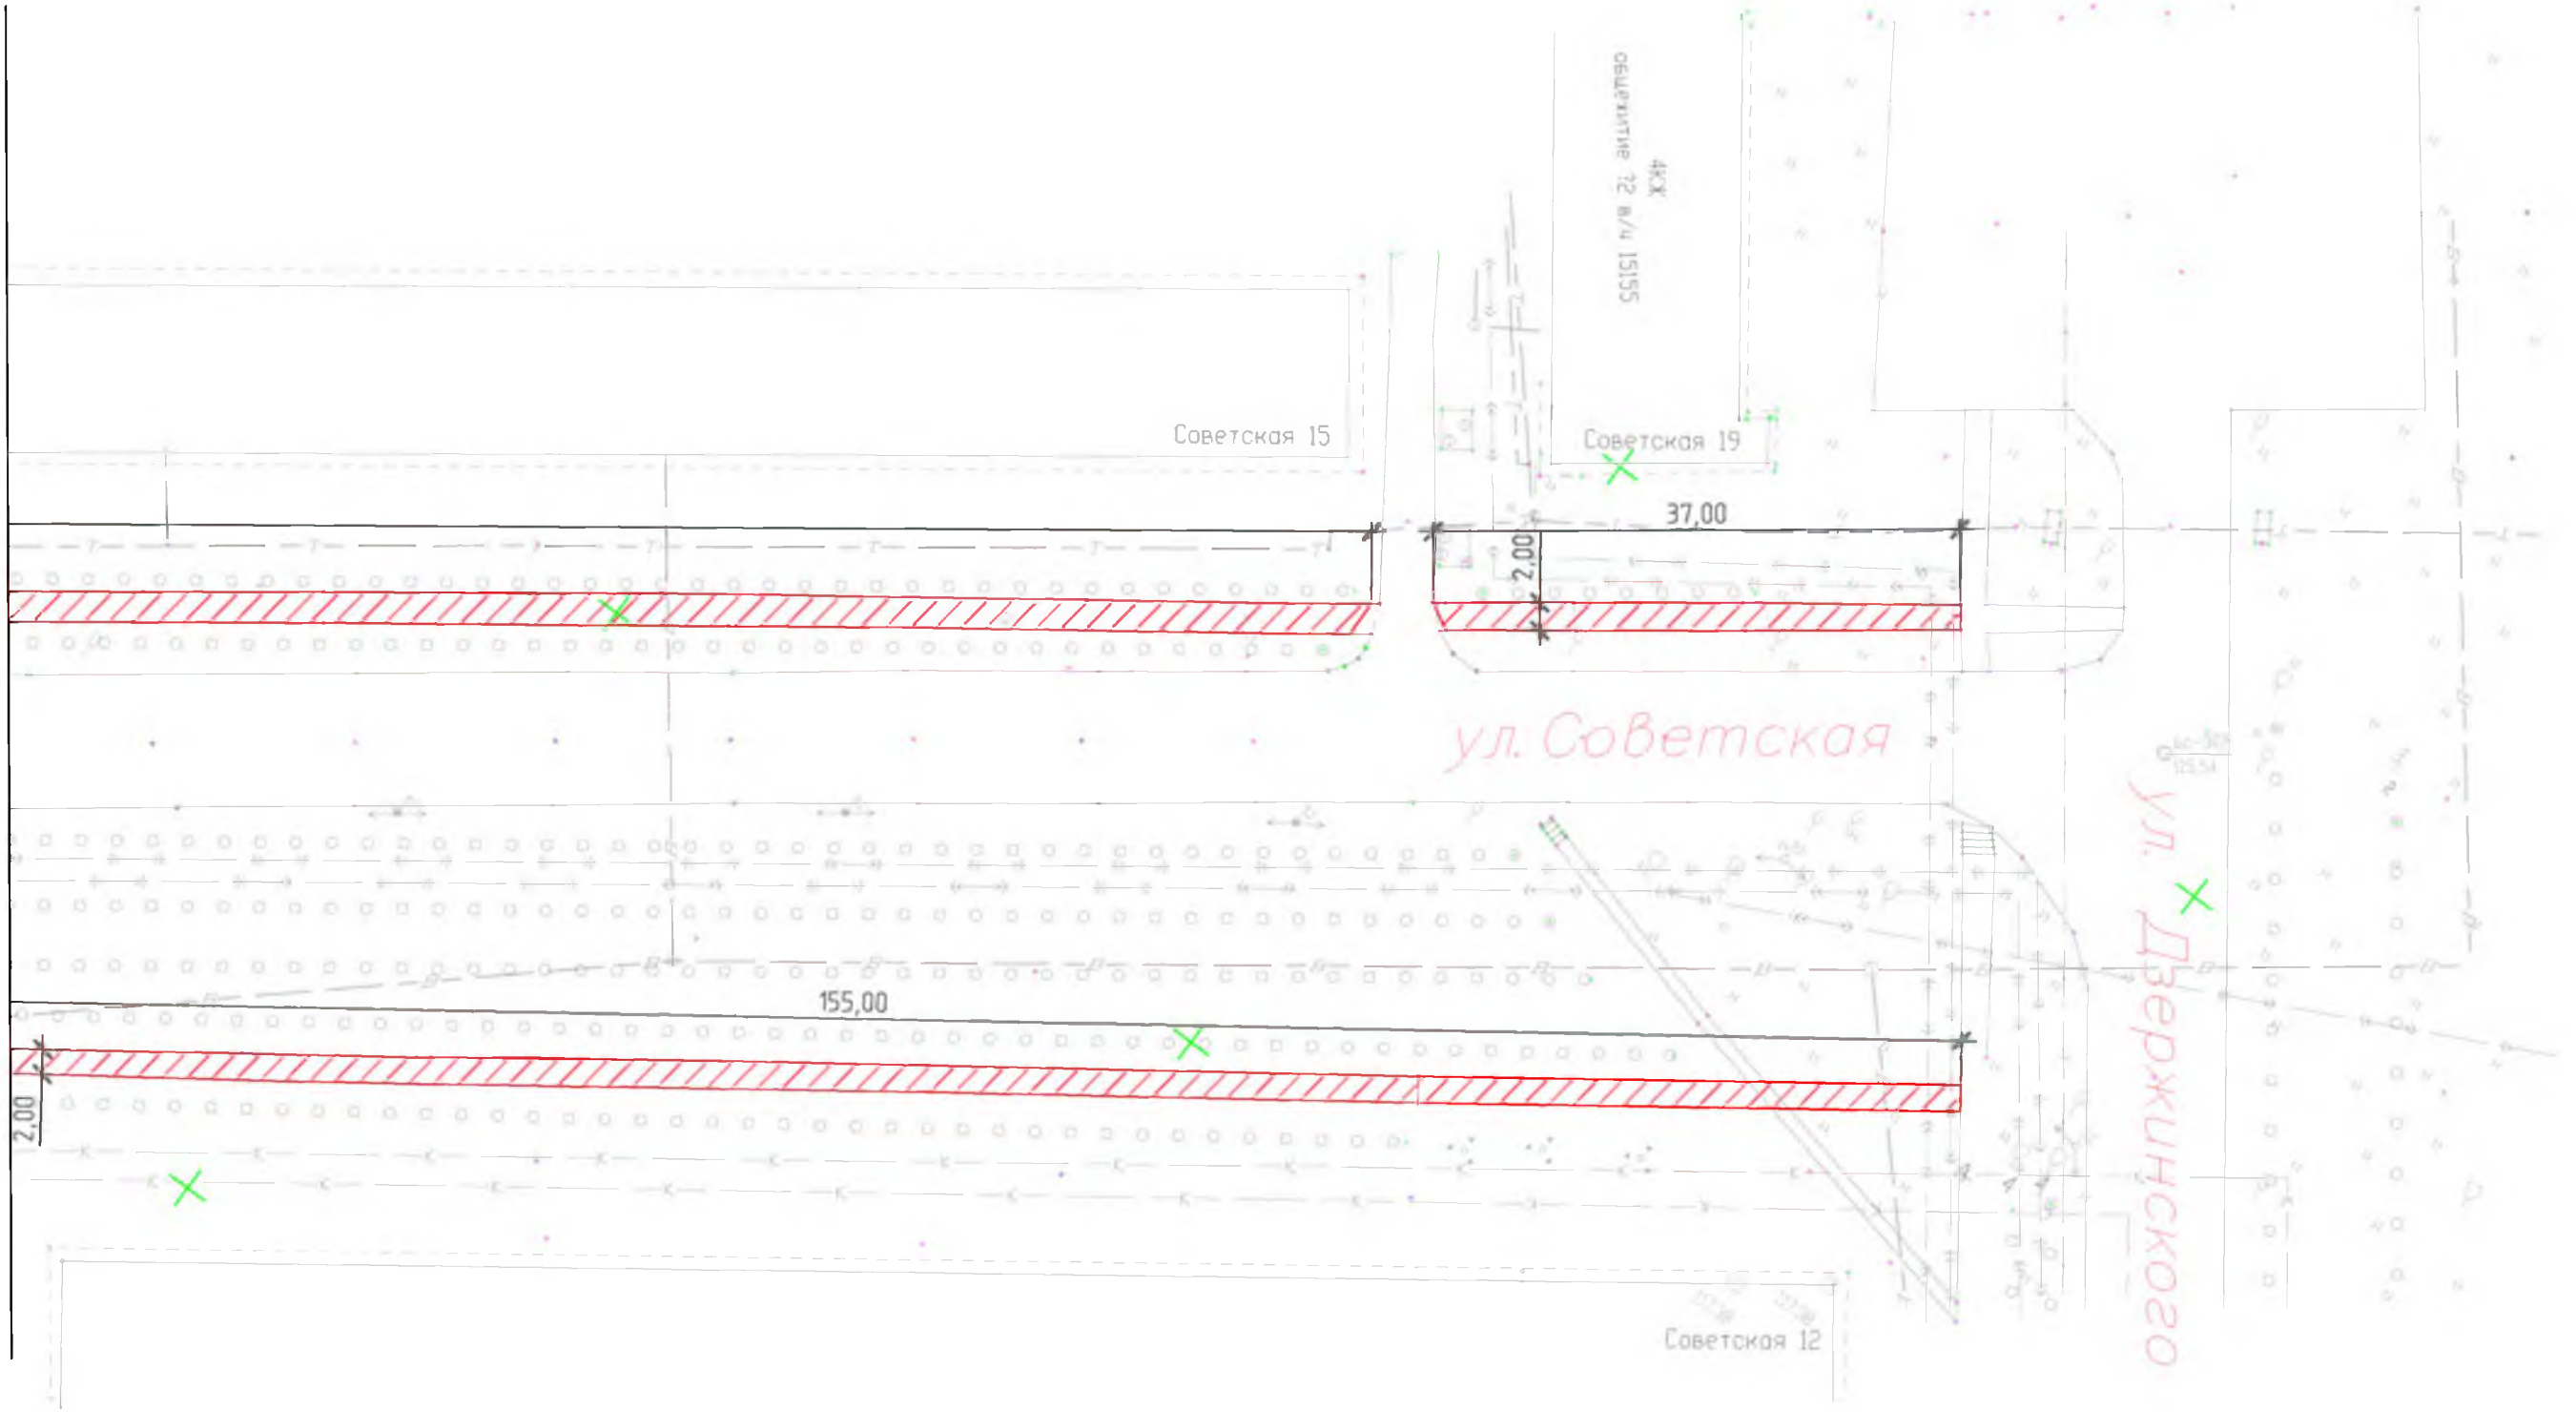 общежитие 72 в/ч 15155
4КЖ
Советская 15
Советская 19
37,00
2,00
ул. Советская
ул. Дзержинского
155,00
2,00
Советская 12